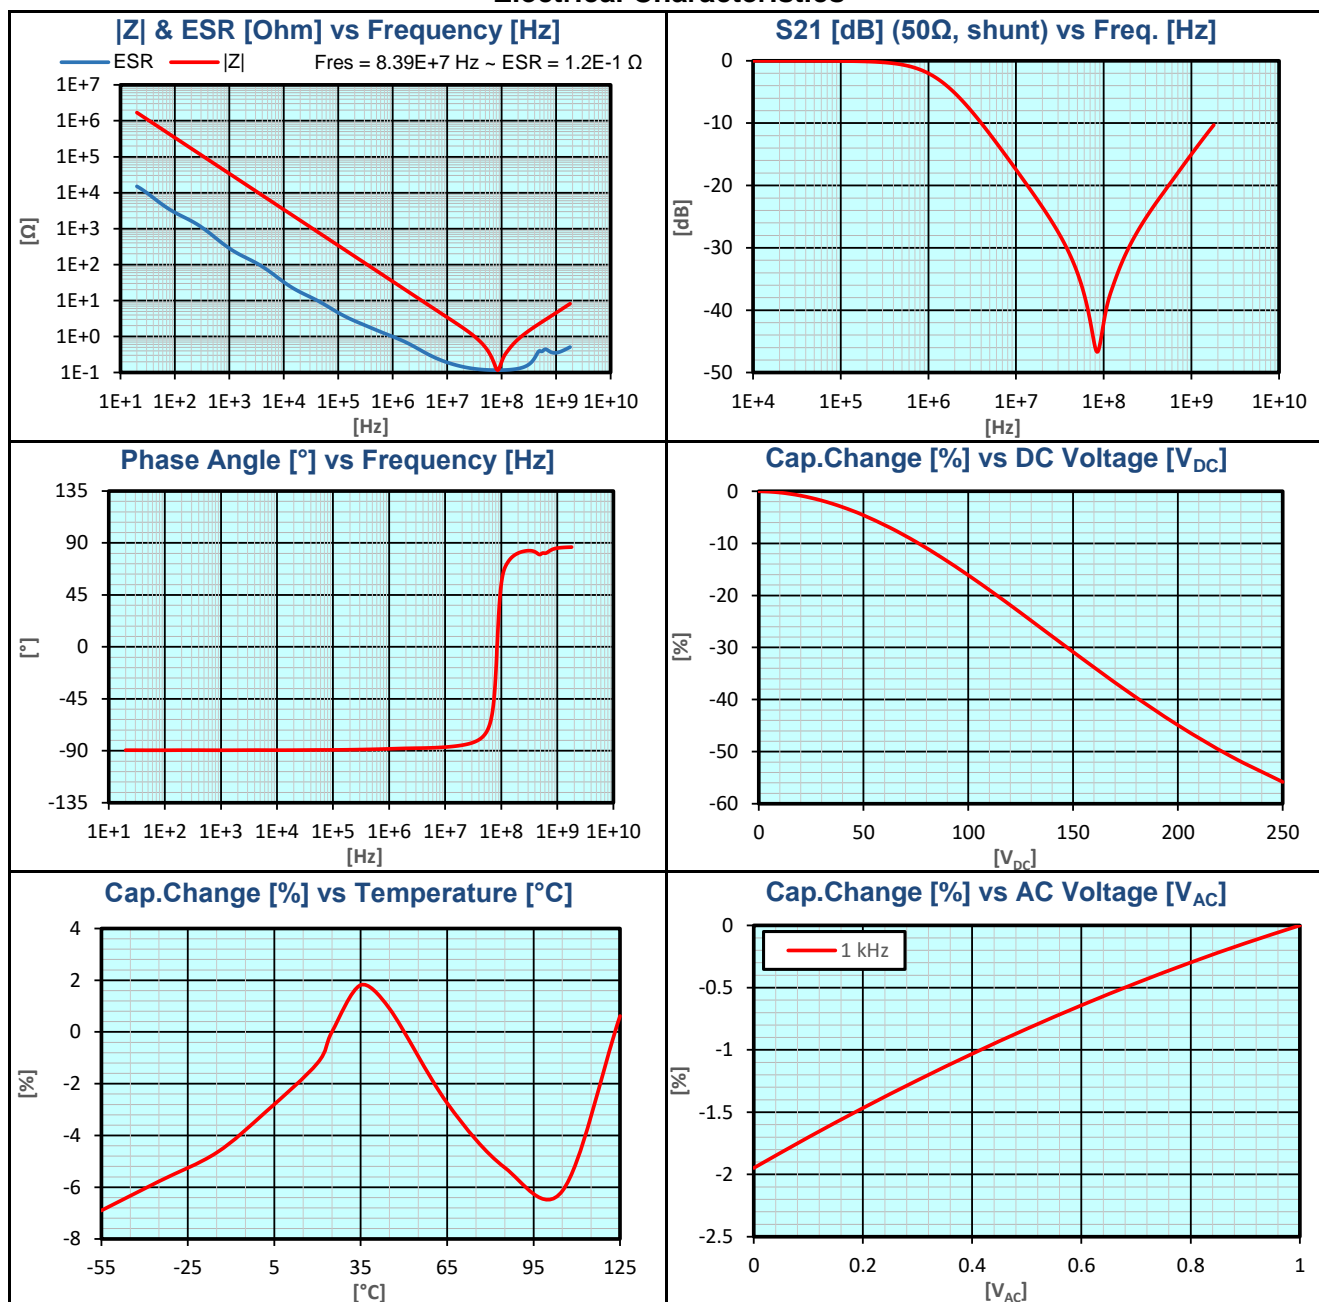 |Z| & ESR [Ohm] vs Frequency [Hz]
ESR
|Z|
Fres = 8.39E+7 Hz ~ ESR = 1.2E-1 Ω
1E+7
1E+6
1E+5
1E+4
1E+3
1E+2
1E+1
1E+0
1E-1
[Ω]
1E+1 1E+2 1E+3 1E+4 1E+5 1E+6 1E+7 1E+8 1E+9 1E+10
[Hz]
S21 [dB] (50Ω, shunt) vs Freq. [Hz]
0
-10
-20
-30
-40
-50
[dB]
1E+4 1E+5 1E+6 1E+7 1E+8 1E+9 1E+10
[Hz]
Phase Angle [°] vs Frequency [Hz]
135
90
45
0
-45
-90
-135
[°]
1E+1 1E+2 1E+3 1E+4 1E+5 1E+6 1E+7 1E+8 1E+9 1E+10
[Hz]
Cap.Change [%] vs DC Voltage [VDC]
0
-10
-20
-30
-40
-50
-60
[%]
0 50 100 150 200 250
[VDC]
Cap.Change [%] vs Temperature [°C]
4
2
0
-2
-4
-6
-8
[%]
-55 -25 5 35 65 95 125
[°C]
Cap.Change [%] vs AC Voltage [VAC]
1 kHz
0
-0.5
-1
-1.5
-2
-2.5
[%]
0 0.2 0.4 0.6 0.8 1
[VAC]